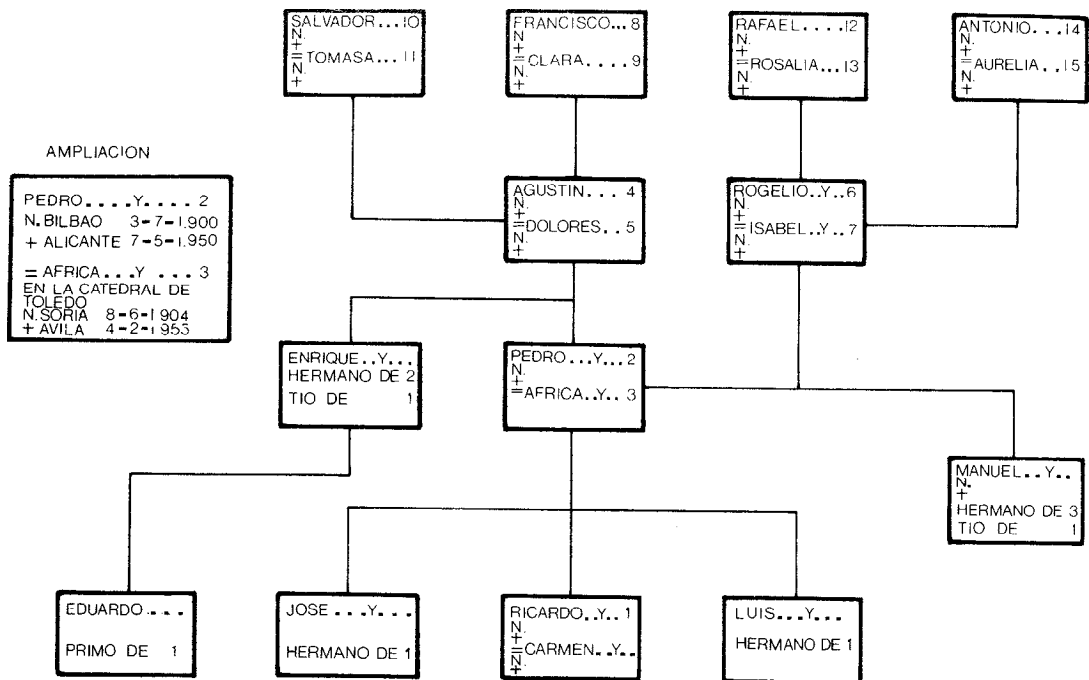 SALVADOR...10
N.
+
=TOMASA...11
N.
+
FRANCISCO...8
N.
+
=CLARA....9
N.
+
RAFAEL....12
N.
+
=ROSALIA...13
N.
+
ANTONIO...14
N.
+
=AURELIA..15
N.
+
AMPLIACION
PEDRO....Y....2
N.BILBAO 3-7-1.900
+ ALICANTE 7-5-1.950
= AFRICA...Y ...3
EN LA CATEDRAL DE
TOLEDO
N.SORIA 8-6-1904
+ AVILA 4-2-1953
AGUSTIN...4
N.
+
=DOLORES..5
N.
+
ROGELIO..Y..6
N.
+
=ISABEL..Y..7
N.
+
ENRIQUE..Y...
HERMANO DE 2
TIO DE 1
PEDRO...Y...2
N.
+
=AFRICA..Y..3
MANUEL..Y..
N.
+
HERMANO DE 3
TIO DE 1
EDUARDO....
PRIMO DE 1
JOSE...Y...
HERMANO DE 1
RICARDO..Y..1
N.
+
=CARMEN..Y..
N.
+
LUIS...Y...
HERMANO DE 1